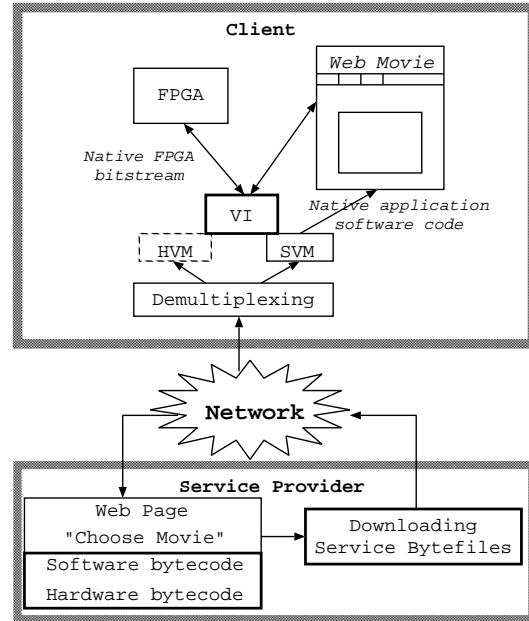 Client
Web Movie
FPGA
Native FPGA
bitstream
VI
Native application
software code
HVM
SVM
Demultiplexing
Network
Service Provider
Web Page
"Choose Movie"
Software bytecode
Hardware bytecode
Downloading
Service Bytefiles